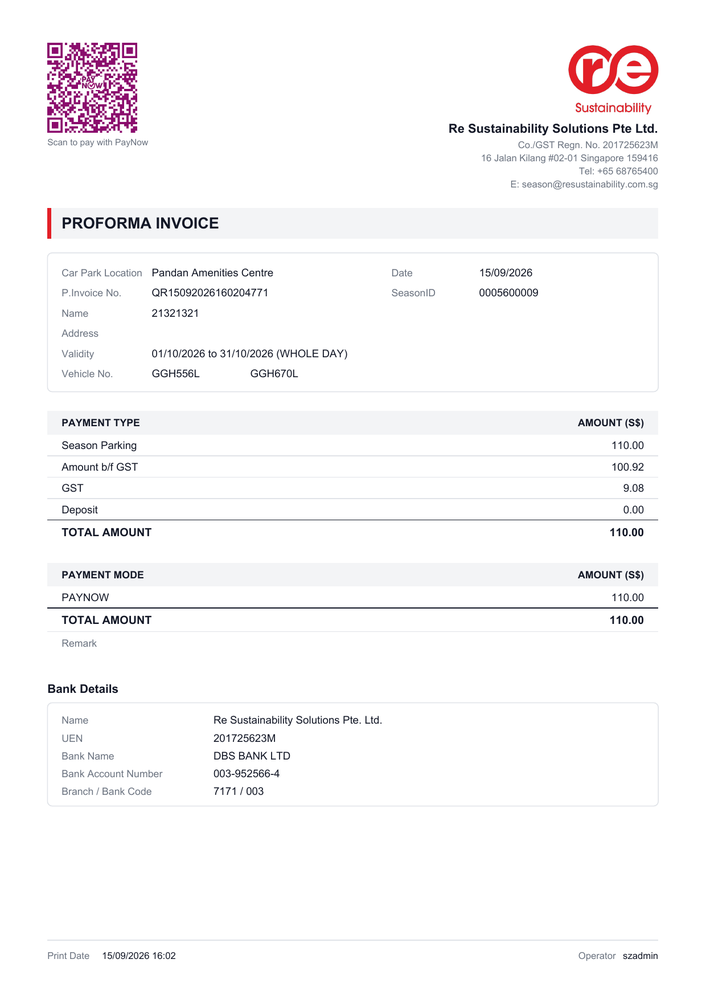 PAY
NOW
Scan to pay with PayNow
re
Sustainability
Re Sustainability Solutions Pte Ltd.
Co./GST Regn. No. 201725623M
16 Jalan Kilang #02-01 Singapore 159416
Tel: +65 68765400
E: season@resustainability.com.sg
PROFORMA INVOICE
Car Park Location Pandan Amenities Centre Date 15/09/2026
P.Invoice No. QR15092026160204771 SeasonID 0005600009
Name 21321321
Address
Validity 01/10/2026 to 31/10/2026 (WHOLE DAY)
Vehicle No. GGH556L GGH670L
PAYMENT TYPE AMOUNT (S$)
Season Parking 110.00
Amount b/f GST 100.92
GST 9.08
Deposit 0.00
TOTAL AMOUNT 110.00
PAYMENT MODE AMOUNT (S$)
PAYNOW 110.00
TOTAL AMOUNT 110.00
Remark
Bank Details
Name Re Sustainability Solutions Pte. Ltd.
UEN 201725623M
Bank Name DBS BANK LTD
Bank Account Number 003-952566-4
Branch / Bank Code 7171 / 003
Print Date 15/09/2026 16:02 Operator szadmin